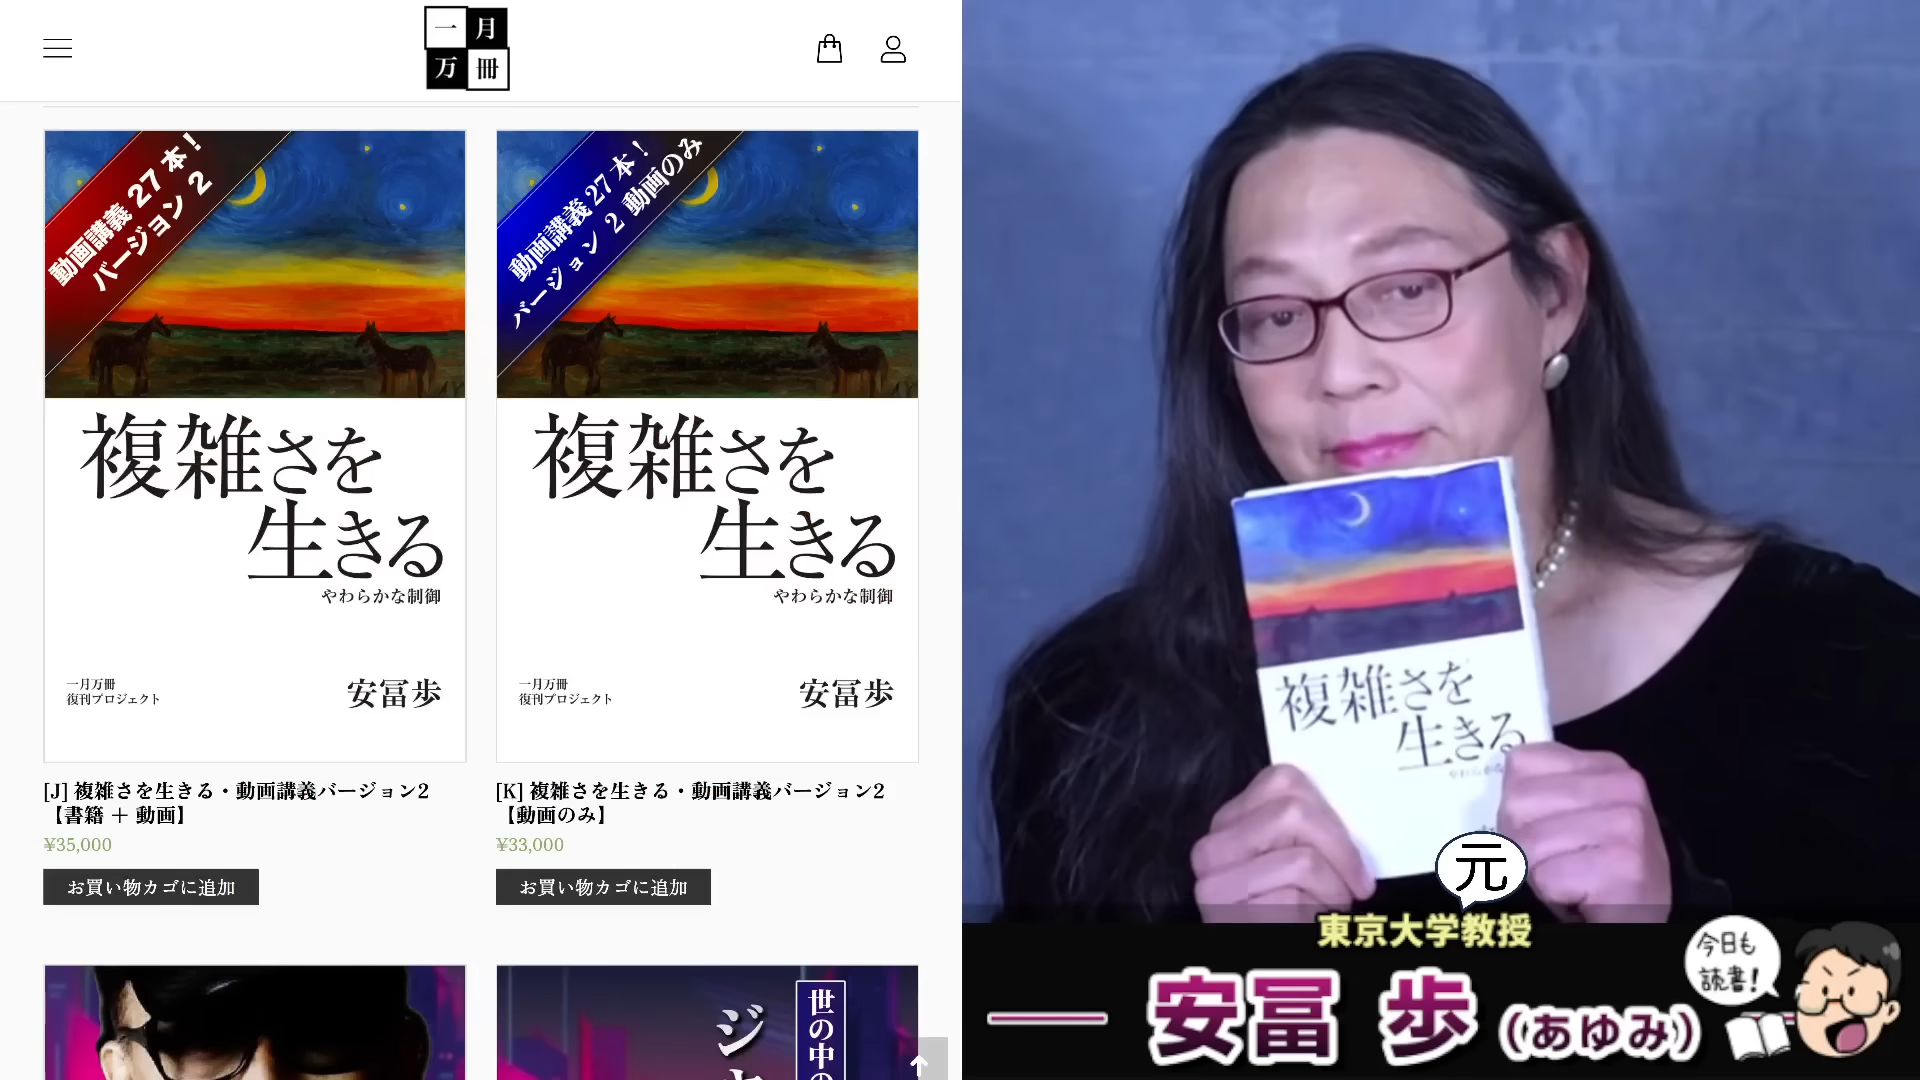 一月
万冊
動画講義 27 本！
バージョン 2
複雑さを
生きる
やわらかな制御
一月万冊
復刊プロジェクト
安冨歩
[J] 複雑さを生きる・動画講義バージョン2
【書籍 ＋ 動画】
¥35,000
お買い物カゴに追加
動画講義 27 本！
バージョン 2 動画のみ
複雑さを
生きる
やわらかな制御
一月万冊
復刊プロジェクト
安冨歩
[K] 複雑さを生きる・動画講義バージョン2
【動画のみ】
¥33,000
お買い物カゴに追加
世の中の
ジ
複雑さを
生きる
元
東京大学教授
安冨 歩 (あゆみ)
今日も
読書！